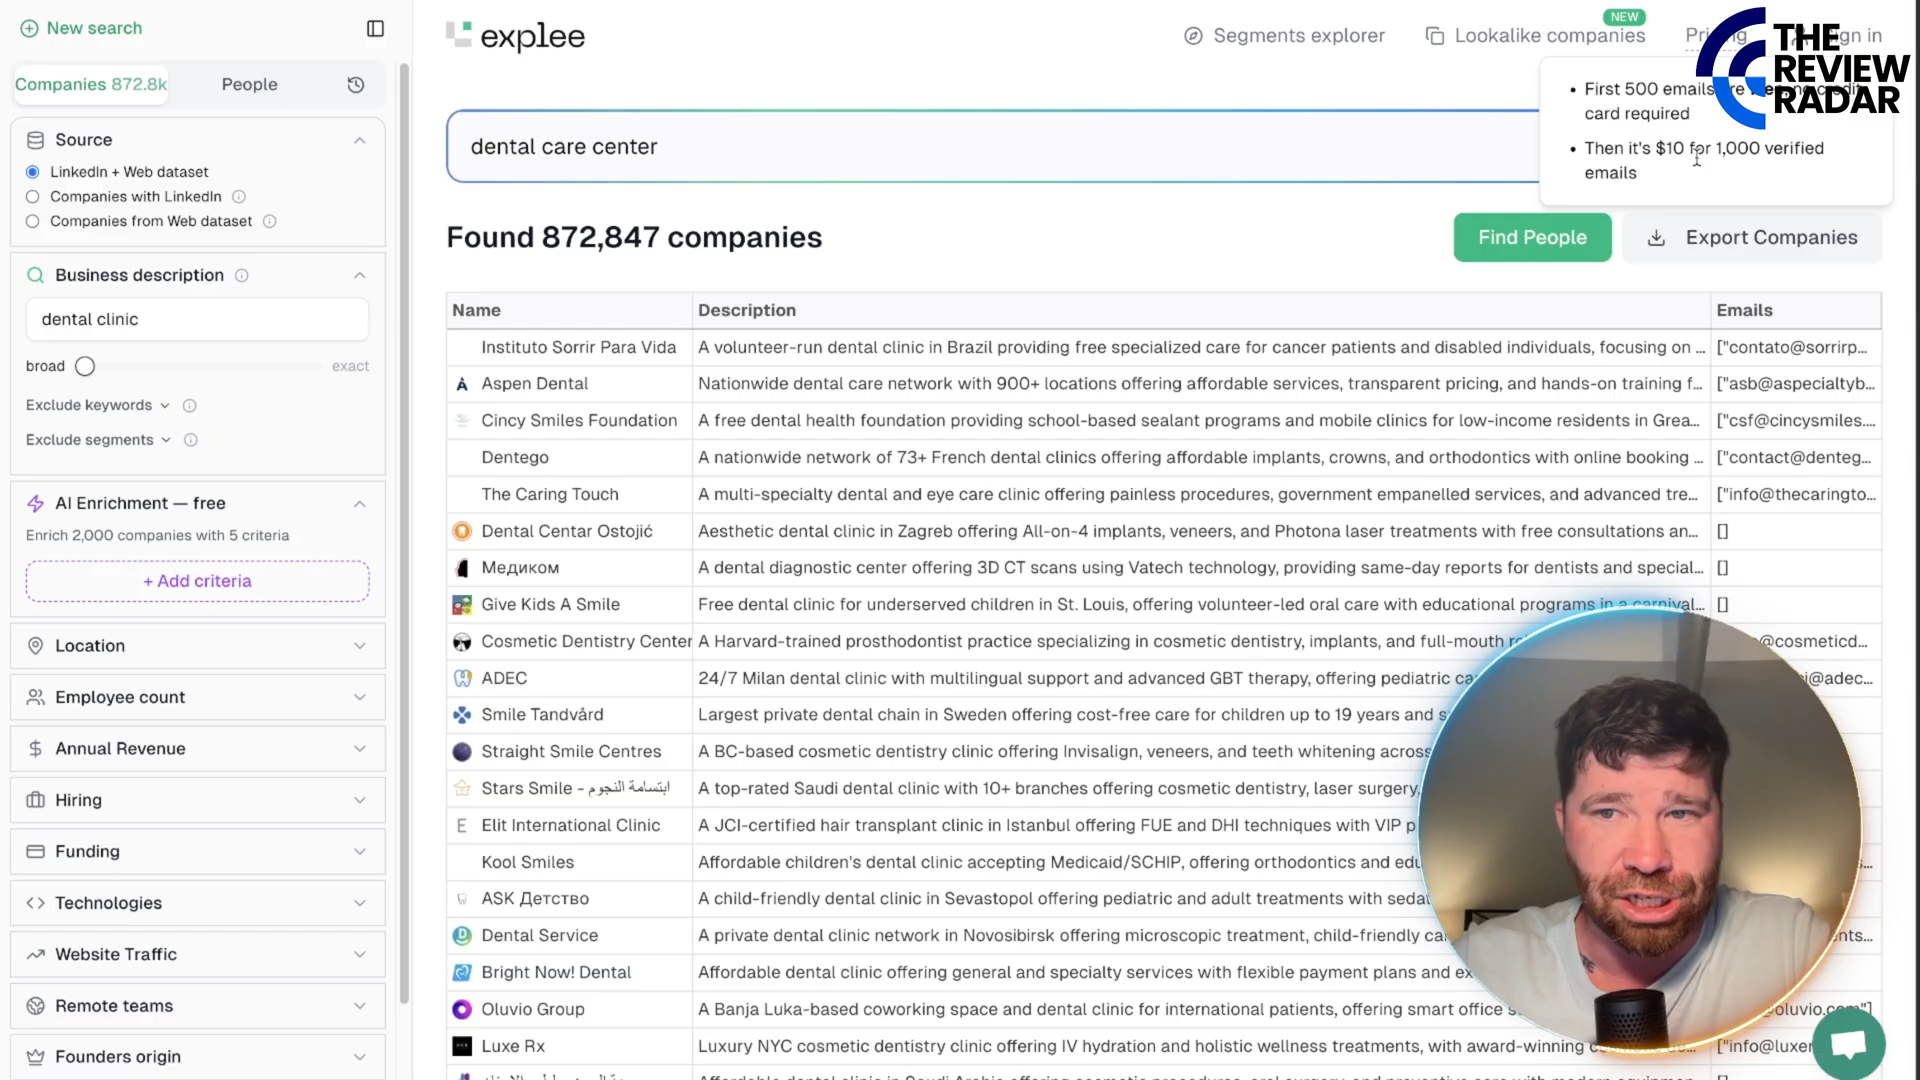 New search
explee
Segments explorer
Lookalike companies
NEW
THE
REVIEW
RADAR
Companies 872.8k
People
First 500 emails
card required
Then it's $10 for 1,000 verified
emails
Source
LinkedIn + Web dataset
Companies with LinkedIn
Companies from Web dataset
Business description
dental clinic
broad
exact
Exclude keywords
Exclude segments
AI Enrichment — free
Enrich 2,000 companies with 5 criteria
+ Add criteria
Location
Employee count
Annual Revenue
Hiring
Funding
Technologies
Website Traffic
Remote teams
Founders origin
dental care center
Found 872,847 companies
Find People
Export Companies
Name Description Emails
Instituto Sorrir Para Vida A volunteer-run dental clinic in Brazil providing free specialized care for cancer patients and disabled individuals, focusing on ... ["contato@sorrirp...
Aspen Dental Nationwide dental care network with 900+ locations offering affordable services, transparent pricing, and hands-on training f... ["asb@aspecialtyb...
Cincy Smiles Foundation A free dental health foundation providing school-based sealant programs and mobile clinics for low-income residents in Grea... ["csf@cincysmiles....
Dentego A nationwide network of 73+ French dental clinics offering affordable implants, crowns, and orthodontics with online booking ... ["contact@denteg...
The Caring Touch A multi-specialty dental and eye care clinic offering painless procedures, government empanelled services, and advanced tre... ["info@thecaringto...
Dental Centar Ostojić Aesthetic dental clinic in Zagreb offering All-on-4 implants, veneers, and Photona laser treatments with free consultations an... []
Медиком A dental diagnostic center offering 3D CT scans using Vatech technology, providing same-day reports for dentists and special... []
Give Kids A Smile Free dental clinic for underserved children in St. Louis, offering volunteer-led oral care with educational programs in a carnival... []
Cosmetic Dentistry Center A Harvard-trained prosthodontist practice specializing in cosmetic dentistry, implants, and full-mouth @cosmeticd...
ADEC 24/7 Milan dental clinic with multilingual support and advanced GBT therapy, offering pediatric @adec...
Smile Tandvård Largest private dental chain in Sweden offering cost-free care for children up to 19 years and
Straight Smile Centres A BC-based cosmetic dentistry clinic offering Invisalign, veneers, and teeth whitening across
Stars Smile - ابتسامة النجوم A top-rated Saudi dental clinic with 10+ branches offering cosmetic dentistry, laser surgery,
Elit International Clinic A JCI-certified hair transplant clinic in Istanbul offering FUE and DHI techniques with VIP
Kool Smiles Affordable children's dental clinic accepting Medicaid/SCHIP, offering orthodontics and
ASK Детство A child-friendly dental clinic in Sevastopol offering pediatric and adult treatments with
Dental Service A private dental clinic network in Novosibirsk offering microscopic treatment, child-friendly
Bright Now! Dental Affordable dental clinic offering general and specialty services with flexible payment plans and
Oluvio Group A Banja Luka-based coworking space and dental clinic for international patients, offering smart office @oluvio.com"]
Luxe Rx Luxury NYC cosmetic dentistry clinic offering IV hydration and holistic wellness treatments, with award-winning ["info@luxer